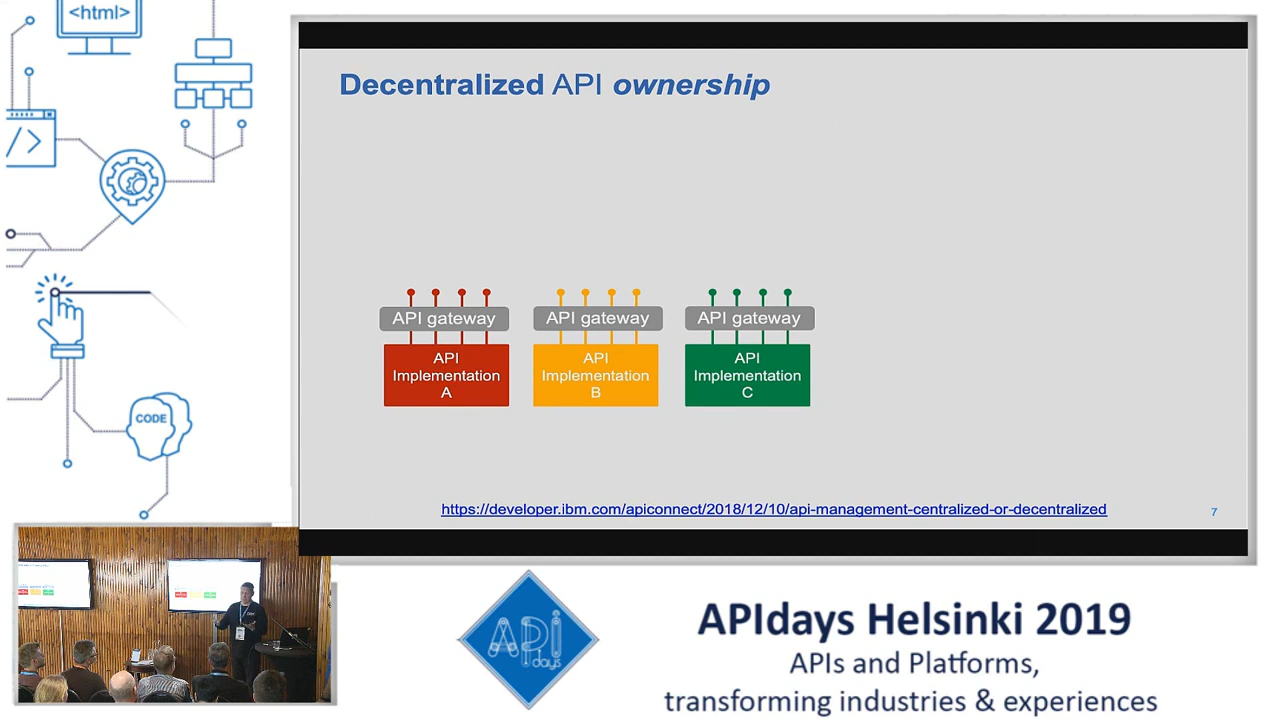 <html>
Decentralized API ownership
</>
API gateway
API gateway
API gateway
API
Implementation
A
API
Implementation
B
API
Implementation
C
CODE
https://developer.ibm.com/apiconnect/2018/12/10/api-management-centralized-or-decentralized
7
API
days
APIdays Helsinki 2019
APIs and Platforms,
transforming industries & experiences